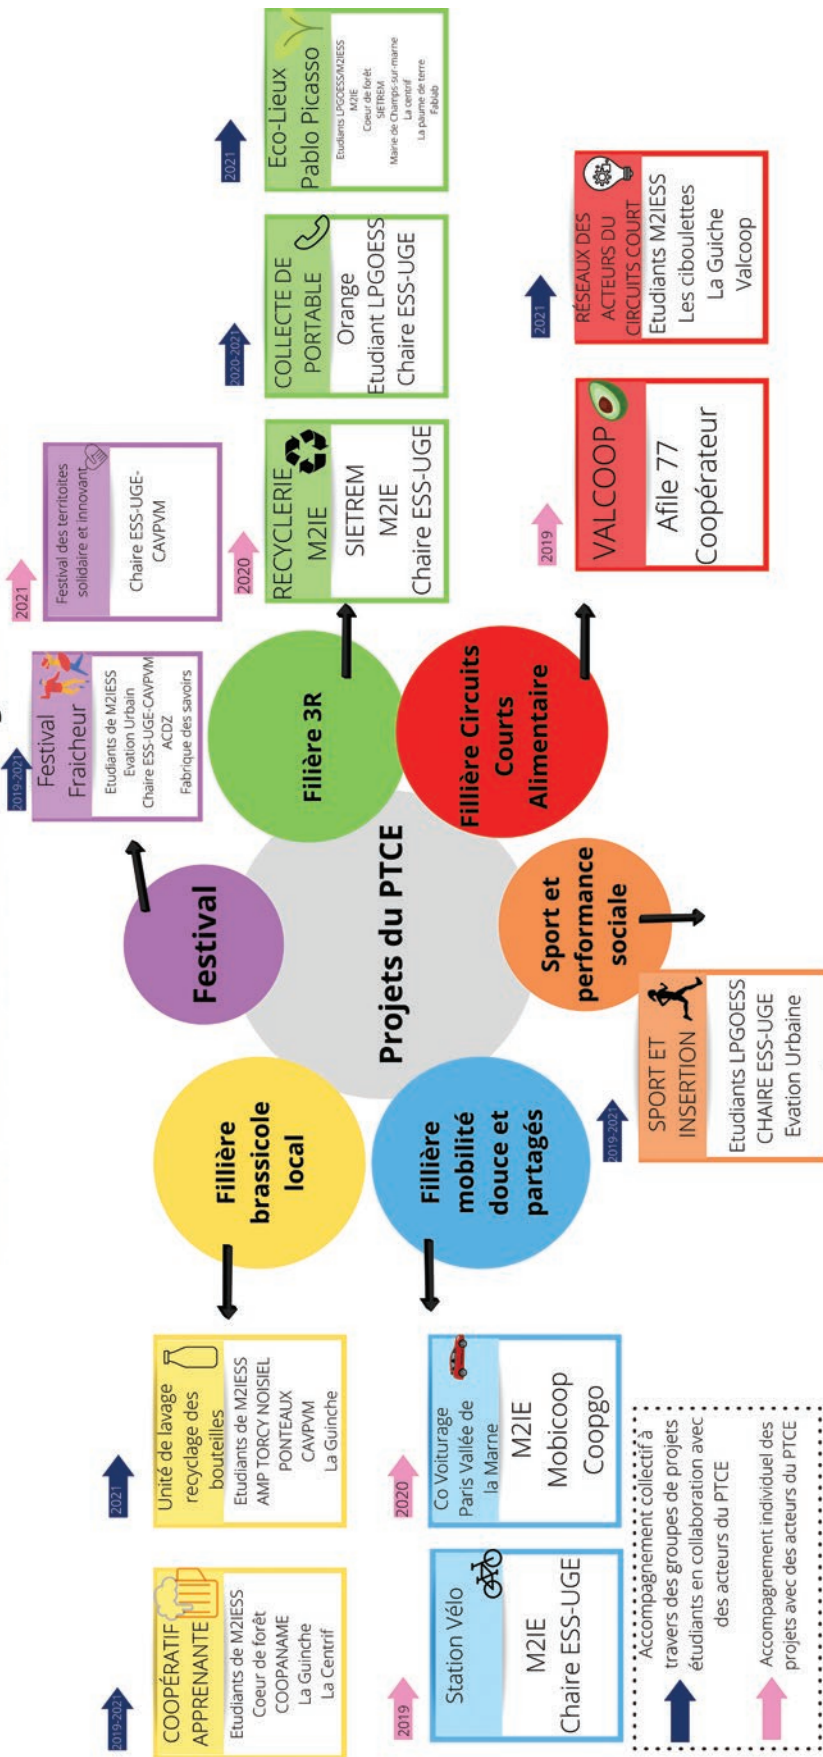 2019-2021
COOPÉRATIF
APPRENANTE
Etudiants de M2IESS
Coeur de forêt
COOPANAME
La Guinche
La Centrif
2021
Unité de lavage
recyclage des
bouteilles
Etudiants de M2IESS
AMP TORCY NOISIEL
PONTEAUX
CAVPVM
La Guinche
Fillière
brassicole
local
Festival
2019-2021
Festival
Fraicheur
Etudiants de M2IESS
Evation Urbain
Chaire ESS-UGE-CAVPVM
ACDZ
Fabrique des savoirs
2021
Festival des territoites
solidaire et innovant
Chaire ESS-UGE-
CAVPVM
Projets du PTCE
Filière 3R
2020
RECYCLERIE
M2IE
SIETREM
M2IE
Chaire ESS-UGE
2020-2021
COLLECTE DE
PORTABLE
Orange
Etudiant LPGOESS
Chaire ESS-UGE
2021
Eco-Lieux
Pablo Picasso
Etudiants LPGOESS/M2IESS
M2IE
Coeur de forêt
SIETREM
Mairie de Champs-sur-marne
La centrif
La paume de terre
Fablab
2019
Station Vélo
M2IE
Chaire ESS-UGE
2020
Co Voiturage
Paris Vallée de
la Marne
M2IE
Mobicoop
Coopgo
Fillière
mobilité
douce et
partagés
Sport et
performance
sociale
2019-2021
SPORT ET
INSERTION
Etudiants LPGOESS
CHAIRE ESS-UGE
Evation Urbaine
Fillière Circuits
Courts
Alimentaire
2019
VALCOOP
Afile 77
Coopérateur
2021
RÉSEAUX DES
ACTEURS DU
CIRCUITS COURT
Etudiants M2IESS
Les ciboulettes
La Guiche
Valcoop
Accompagnement collectif à
travers des groupes de projets
étudiants en collaboration avec
des acteurs du PTCE
Accompagnement individuel des
projets avec des acteurs du PTCE